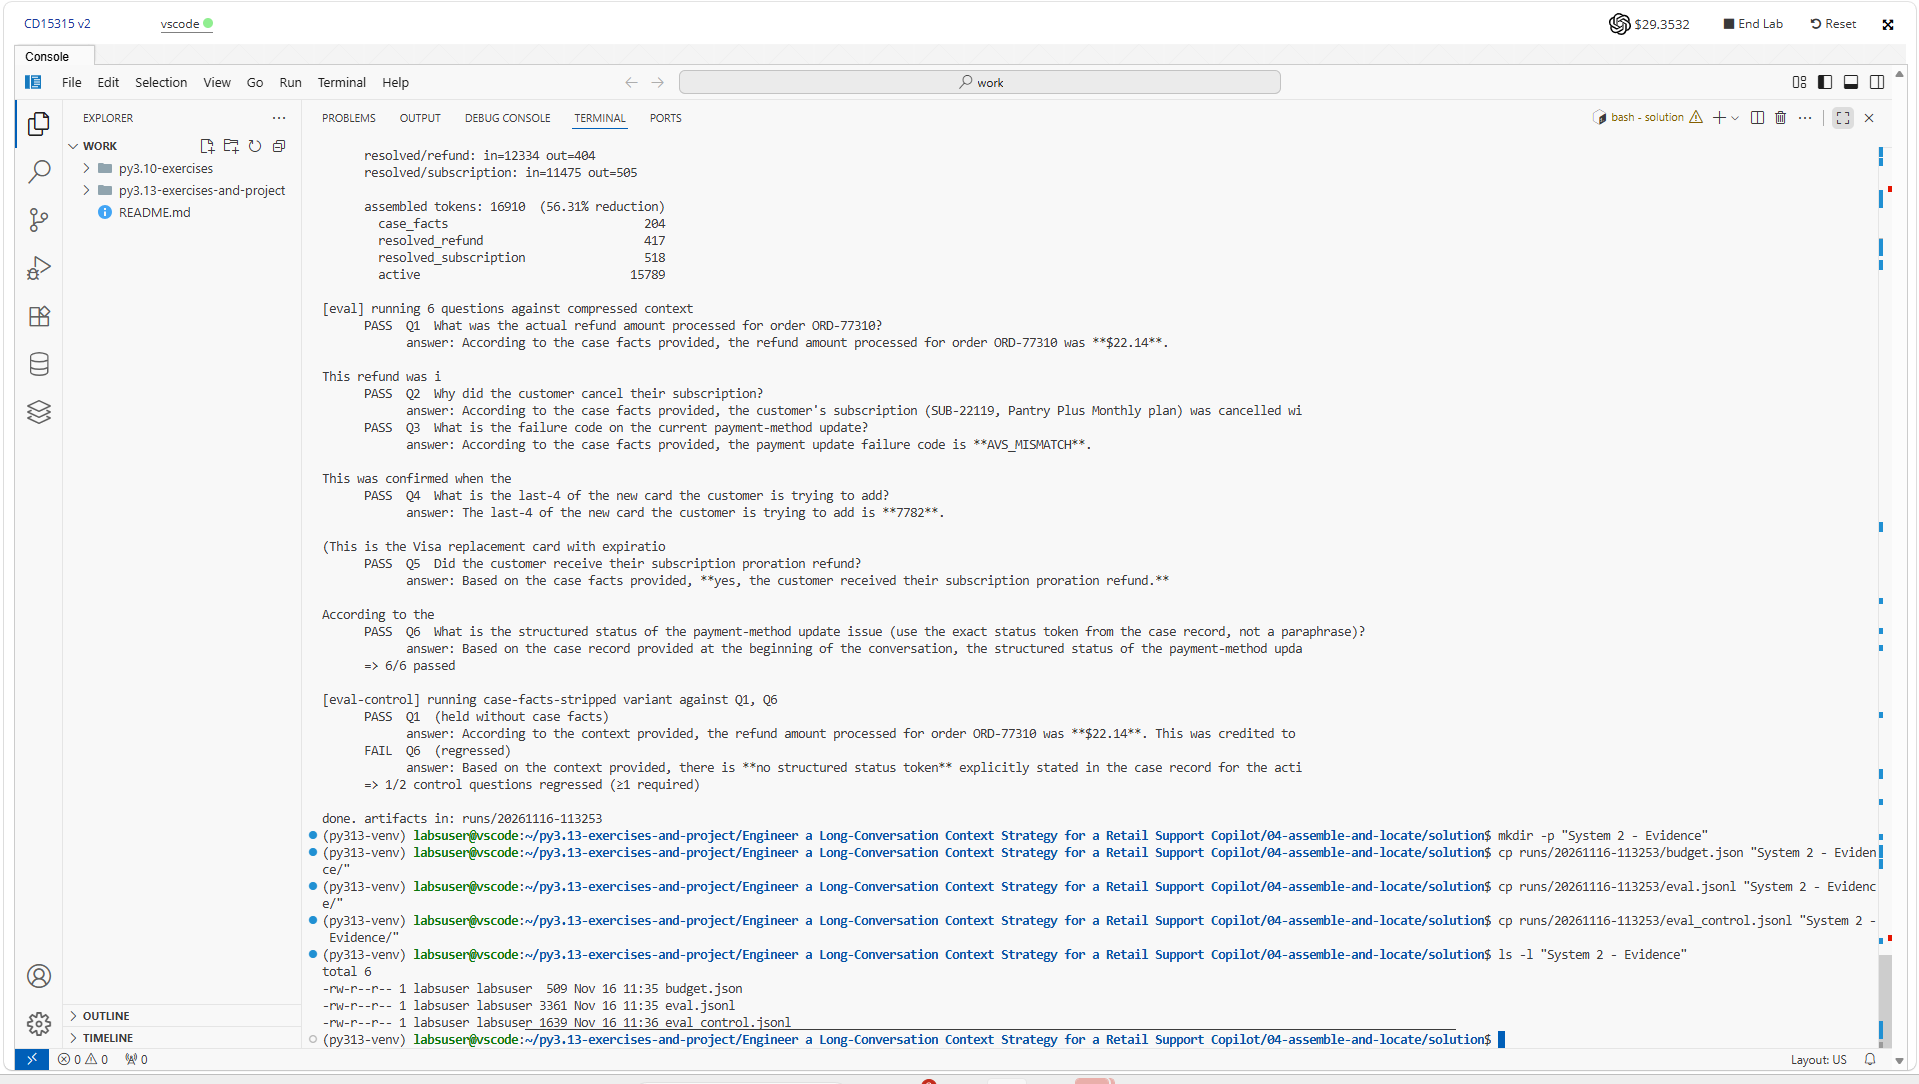 CD15315 v2
vscode
$29.3532
End Lab
Reset
Console
File Edit Selection View Go Run Terminal Help
work
EXPLORER
PROBLEMS OUTPUT DEBUG CONSOLE TERMINAL PORTS
bash - solution
WORK
py3.10-exercises
py3.13-exercises-and-project
README.md
resolved/refund: in=12334 out=404
resolved/subscription: in=11475 out=505
assembled tokens: 16910 (56.31% reduction)
case_facts 204
resolved_refund 417
resolved_subscription 518
active 15789
[eval] running 6 questions against compressed context
PASS Q1 What was the actual refund amount processed for order ORD-77310?
answer: According to the case facts provided, the refund amount processed for order ORD-77310 was **$22.14**.
This refund was i
PASS Q2 Why did the customer cancel their subscription?
answer: According to the case facts provided, the customer's subscription (SUB-22119, Pantry Plus Monthly plan) was cancelled wi
PASS Q3 What is the failure code on the current payment-method update?
answer: According to the case facts provided, the payment update failure code is **AVS_MISMATCH**.
This was confirmed when the
PASS Q4 What is the last-4 of the new card the customer is trying to add?
answer: The last-4 of the new card the customer is trying to add is **7782**.
(This is the Visa replacement card with expiratio
PASS Q5 Did the customer receive their subscription proration refund?
answer: Based on the case facts provided, **yes, the customer received their subscription proration refund.**
According to the
PASS Q6 What is the structured status of the payment-method update issue (use the exact status token from the case record, not a paraphrase)?
answer: Based on the case record provided at the beginning of the conversation, the structured status of the payment-method upda
=> 6/6 passed
[eval-control] running case-facts-stripped variant against Q1, Q6
PASS Q1 (held without case facts)
answer: According to the context provided, the refund amount processed for order ORD-77310 was **$22.14**. This was credited to
FAIL Q6 (regressed)
answer: Based on the context provided, there is **no structured status token** explicitly stated in the case record for the acti
=> 1/2 control questions regressed (≥1 required)
done. artifacts in: runs/20261116-113253
(py313-venv) labsuser@vscode:~/py3.13-exercises-and-project/Engineer a Long-Conversation Context Strategy for a Retail Support Copilot/04-assemble-and-locate/solution$ mkdir -p "System 2 - Evidence"
(py313-venv) labsuser@vscode:~/py3.13-exercises-and-project/Engineer a Long-Conversation Context Strategy for a Retail Support Copilot/04-assemble-and-locate/solution$ cp runs/20261116-113253/budget.json "System 2 - Eviden
ce/"
(py313-venv) labsuser@vscode:~/py3.13-exercises-and-project/Engineer a Long-Conversation Context Strategy for a Retail Support Copilot/04-assemble-and-locate/solution$ cp runs/20261116-113253/eval.jsonl "System 2 - Evidenc
e/"
(py313-venv) labsuser@vscode:~/py3.13-exercises-and-project/Engineer a Long-Conversation Context Strategy for a Retail Support Copilot/04-assemble-and-locate/solution$ cp runs/20261116-113253/eval_control.jsonl "System 2 -
Evidence/"
(py313-venv) labsuser@vscode:~/py3.13-exercises-and-project/Engineer a Long-Conversation Context Strategy for a Retail Support Copilot/04-assemble-and-locate/solution$ ls -l "System 2 - Evidence"
total 6
-rw-r--r-- 1 labsuser labsuser 509 Nov 16 11:35 budget.json
-rw-r--r-- 1 labsuser labsuser 3361 Nov 16 11:35 eval.jsonl
-rw-r--r-- 1 labsuser labsuser 1639 Nov 16 11:36 eval_control.jsonl
(py313-venv) labsuser@vscode:~/py3.13-exercises-and-project/Engineer a Long-Conversation Context Strategy for a Retail Support Copilot/04-assemble-and-locate/solution$
OUTLINE
TIMELINE
0 0 0
Layout: US